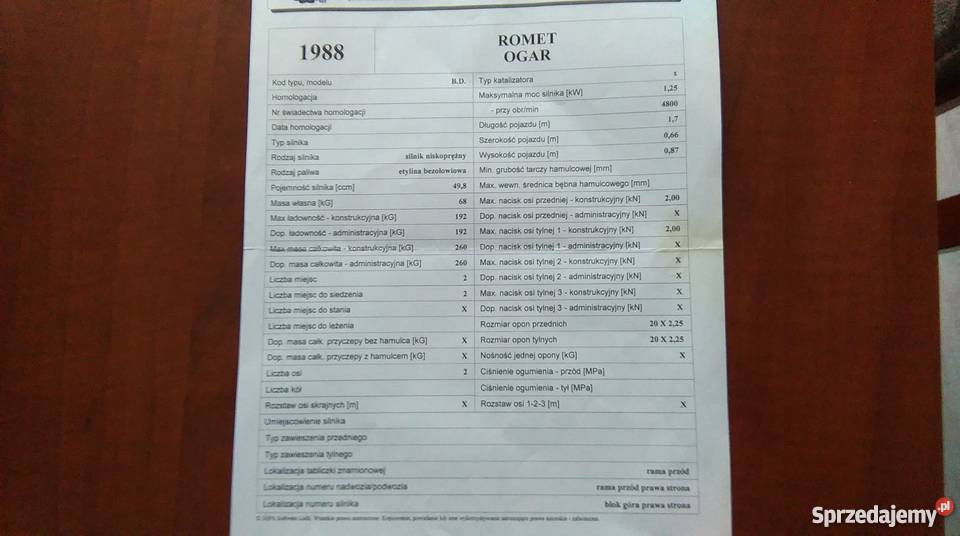 1988
ROMET
OGAR
Kod typu, modelu B.D.
Homologacja
Nr świadectwa homologacji
Data homologacji
Typ silnika
Rodzaj silnika silnik niskoprężny
Rodzaj paliwa etylina bezołowiowa
Pojemność silnika [ccm] 49,8
Masa własna [kG] 68
Max ładowność - konstrukcyjna [kG] 192
Dop. ładowność - administracyjna [kG] 192
Max masa całkowita - konstrukcyjna [kG] 260
Dop. masa całkowita - administracyjna [kG] 260
Liczba miejsc 2
Liczba miejsc do siedzenia 2
Liczba miejsc do stania X
Liczba miejsc do leżenia
Dop. masa całk. przyczepy bez hamulca [kG] X
Dop. masa całk. przyczepy z hamulcem [kG] X
Liczba osi 2
Liczba kół
Rozstaw osi skrajnych [m] X
Umiejscowienie silnika
Typ zawieszenia przedniego
Typ zawieszenia tylnego
Lokalizacja tabliczki znamionowej rama przód
Lokalizacja numeru nadwozia/podwozia rama przód prawa strona
Lokalizacja numeru silnika blok góra prawa strona
Typ katalizatora x
Maksymalna moc silnika [kW] 1,25
- przy obr/min 4800
Długość pojazdu [m] 1,7
Szerokość pojazdu [m] 0,66
Wysokość pojazdu [m] 0,87
Min. grubość tarczy hamulcowej [mm]
Max. wewn. średnica bębna hamulcowego [mm]
Max. nacisk osi przedniej - konstrukcyjny [kN] 2,00
Dop. nacisk osi przedniej - administracyjny [kN] X
Max. nacisk osi tylnej 1 - konstrukcyjny [kN] 2,00
Dop. nacisk osi tylnej 1 - administracyjny [kN] X
Max. nacisk osi tylnej 2 - konstrukcyjny [kN] X
Dop. nacisk osi tylnej 2 - administracyjny [kN] X
Max. nacisk osi tylnej 3 - konstrukcyjny [kN] X
Dop. nacisk osi tylnej 3 - administracyjny [kN] X
Rozmiar opon przednich 20 X 2,25
Rozmiar opon tylnych 20 X 2,25
Nośność jednej opony [kG] X
Ciśnienie ogumienia - przód [MPa]
Ciśnienie ogumienia - tył [MPa]
Rozstaw osi 1-2-3 [m] X
Sprzedajemy.pl